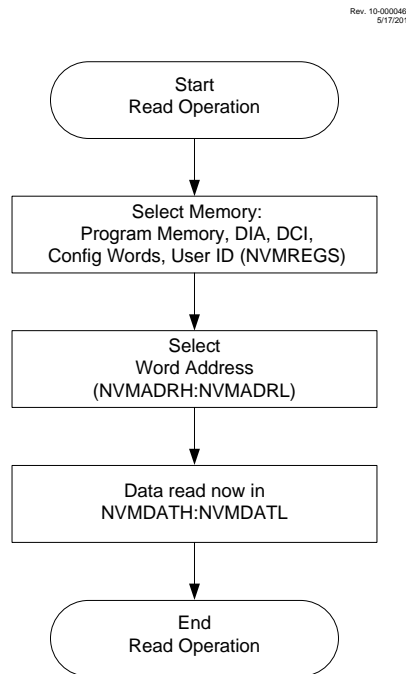 Rev. 10-000046
5/17/201
Start
Read Operation
Select Memory:
Program Memory, DIA, DCI,
Config Words, User ID (NVMREGS)
Select
Word Address
(NVMADRH:NVMADRL)
Data read now in
NVMDATH:NVMDATL
End
Read Operation